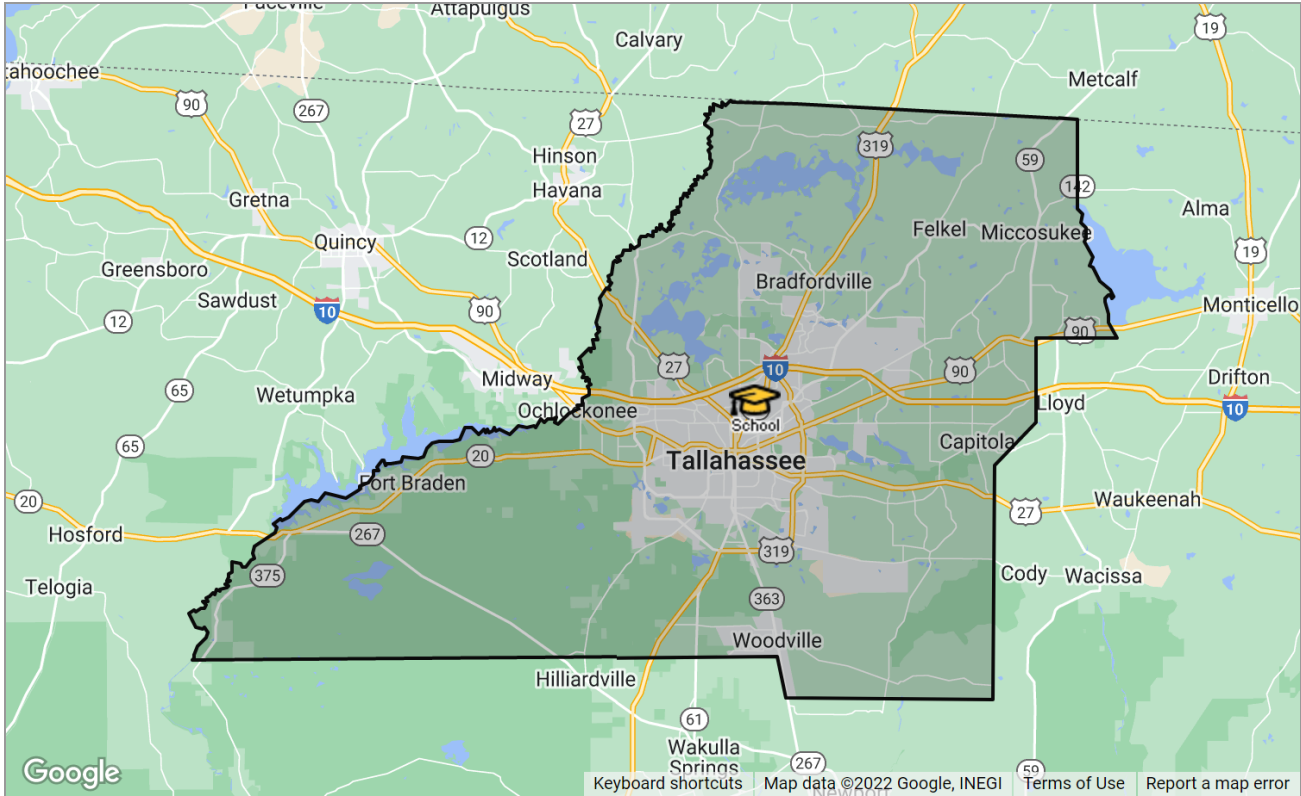 Faceville
Attapulgus
19
Calvary
tahoochee
Metcalf
90
267
27
319
Hinson
59
Havana
142
Gretna
Alma
Felkel
Miccosukee
Quincy
12
19
Scotland
Greensboro
Bradfordville
Sawdust
10
90
Monticello
12
90
27
10
90
Midway
Drifton
65
Wetumpka
Ochlockonee
Lloyd
10
School
65
Capitola
20
Tallahassee
Fort Braden
20
Waukeenah
27
Hosford
267
319
375
Cody
Wacissa
Telogia
363
Woodville
Hilliardville
61
Wakulla
Springs
267
59
Google
Keyboard shortcuts
Map data ©2022 Google, INEGI
Terms of Use
Report a map error
Newport